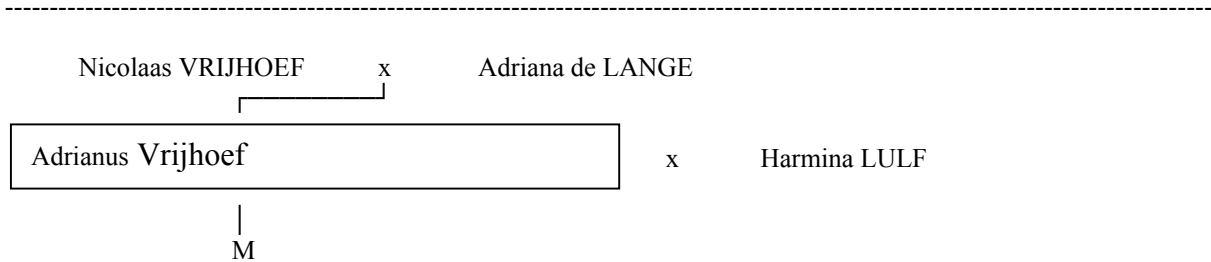 Nicolaas VRIJHOEF x Adriana de LANGE
Adrianus Vrijhoef x Harmina LULF
M